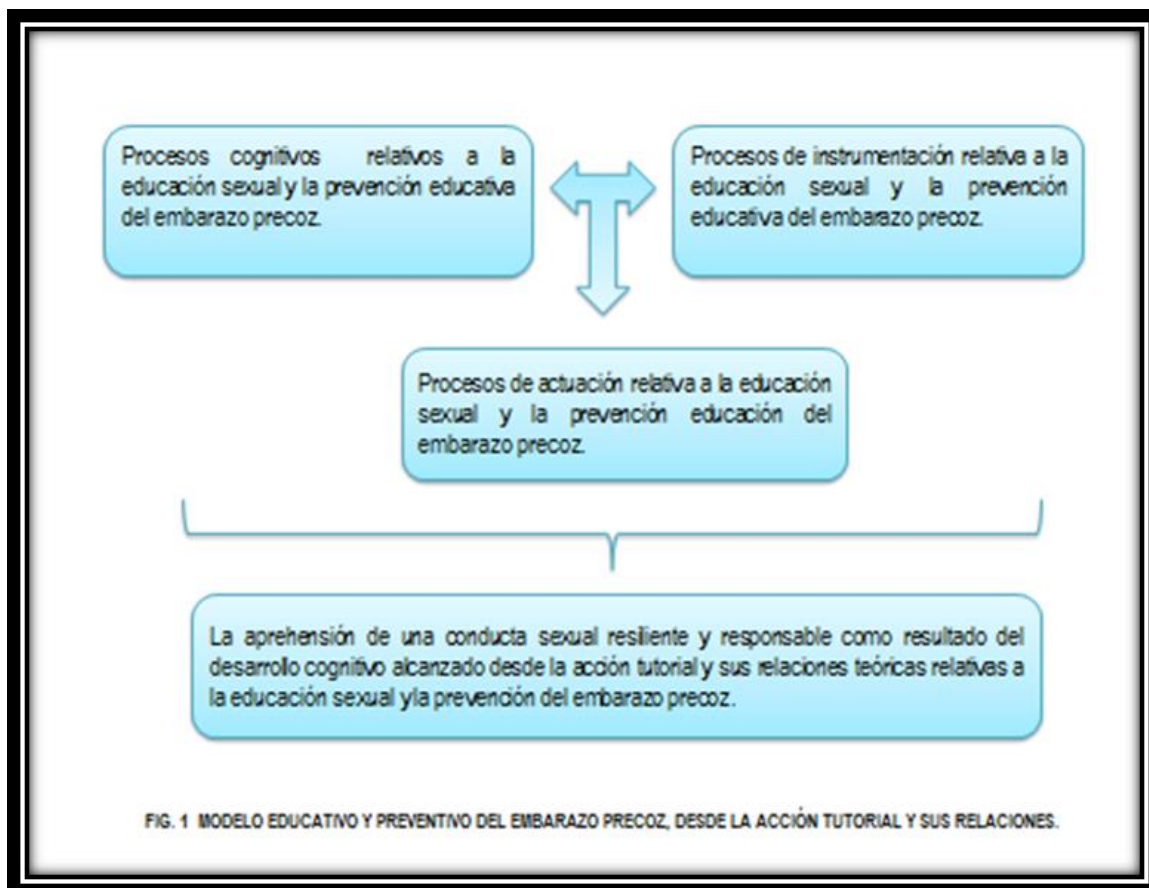 Procesos cognitivos relativos a la
educación sexual y la prevención educativa
del embarazo precoz.
Procesos de instrumentación relativa a la
educación sexual y la prevención
educativa del embarazo precoz.
Procesos de actuación relativa a la educación
sexual y la prevención educación del
embarazo precoz.
La aprehensión de una conducta sexual resiliente y responsable como resultado del
desarrollo cognitivo alcanzado desde la acción tutorial y sus relaciones teóricas relativas a
la educación sexual yla prevención del embarazo precoz.
FIG. 1 MODELO EDUCATIVO Y PREVENTIVO DEL EMBARAZO PRECOZ, DESDE LA ACCIÓN TUTORIAL Y SUS RELACIONES.